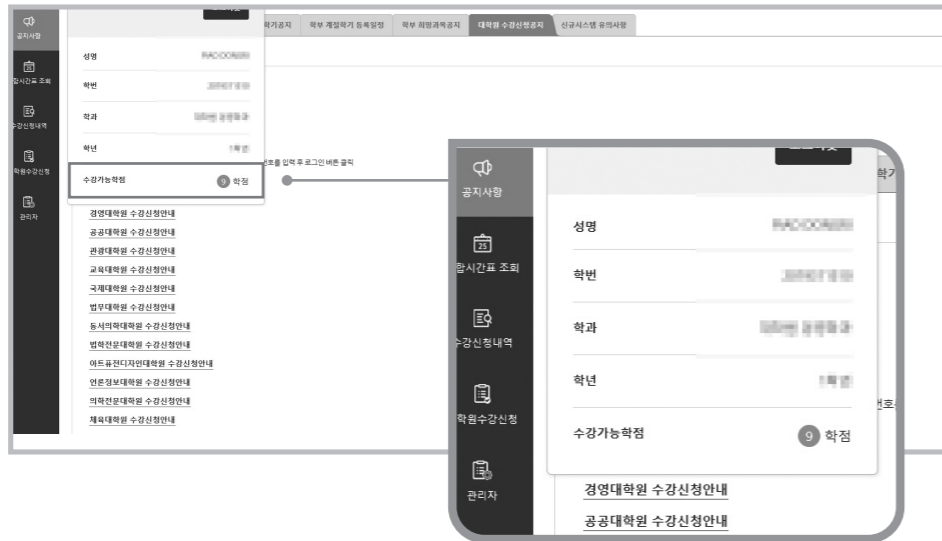 공지사항
합시간표 조회
수강신청내역
학원수강신청
관리자
학기공지
학부 계절학기 등록일정
학부 희망과목공지
대학원 수강신청공지
신규시스템 유의사항
성명
학번
학과
학년
수강가능학점 9 학점
번호를 입력 후 로그인 버튼 클릭
경영대학원 수강신청안내
공공대학원 수강신청안내
관광대학원 수강신청안내
교육대학원 수강신청안내
국제대학원 수강신청안내
법무대학원 수강신청안내
동서의학대학원 수강신청안내
법학전문대학원 수강신청안내
아트퓨전디자인대학원 수강신청안내
언론정보대학원 수강신청안내
의학전문대학원 수강신청안내
체육대학원 수강신청안내
공지사항
25
합시간표 조회
수강신청내역
학원수강신청
관리자
학기
성명
학번
학과
학년
번호
수강가능학점 9 학점
경영대학원 수강신청안내
공공대학원 수강신청안내